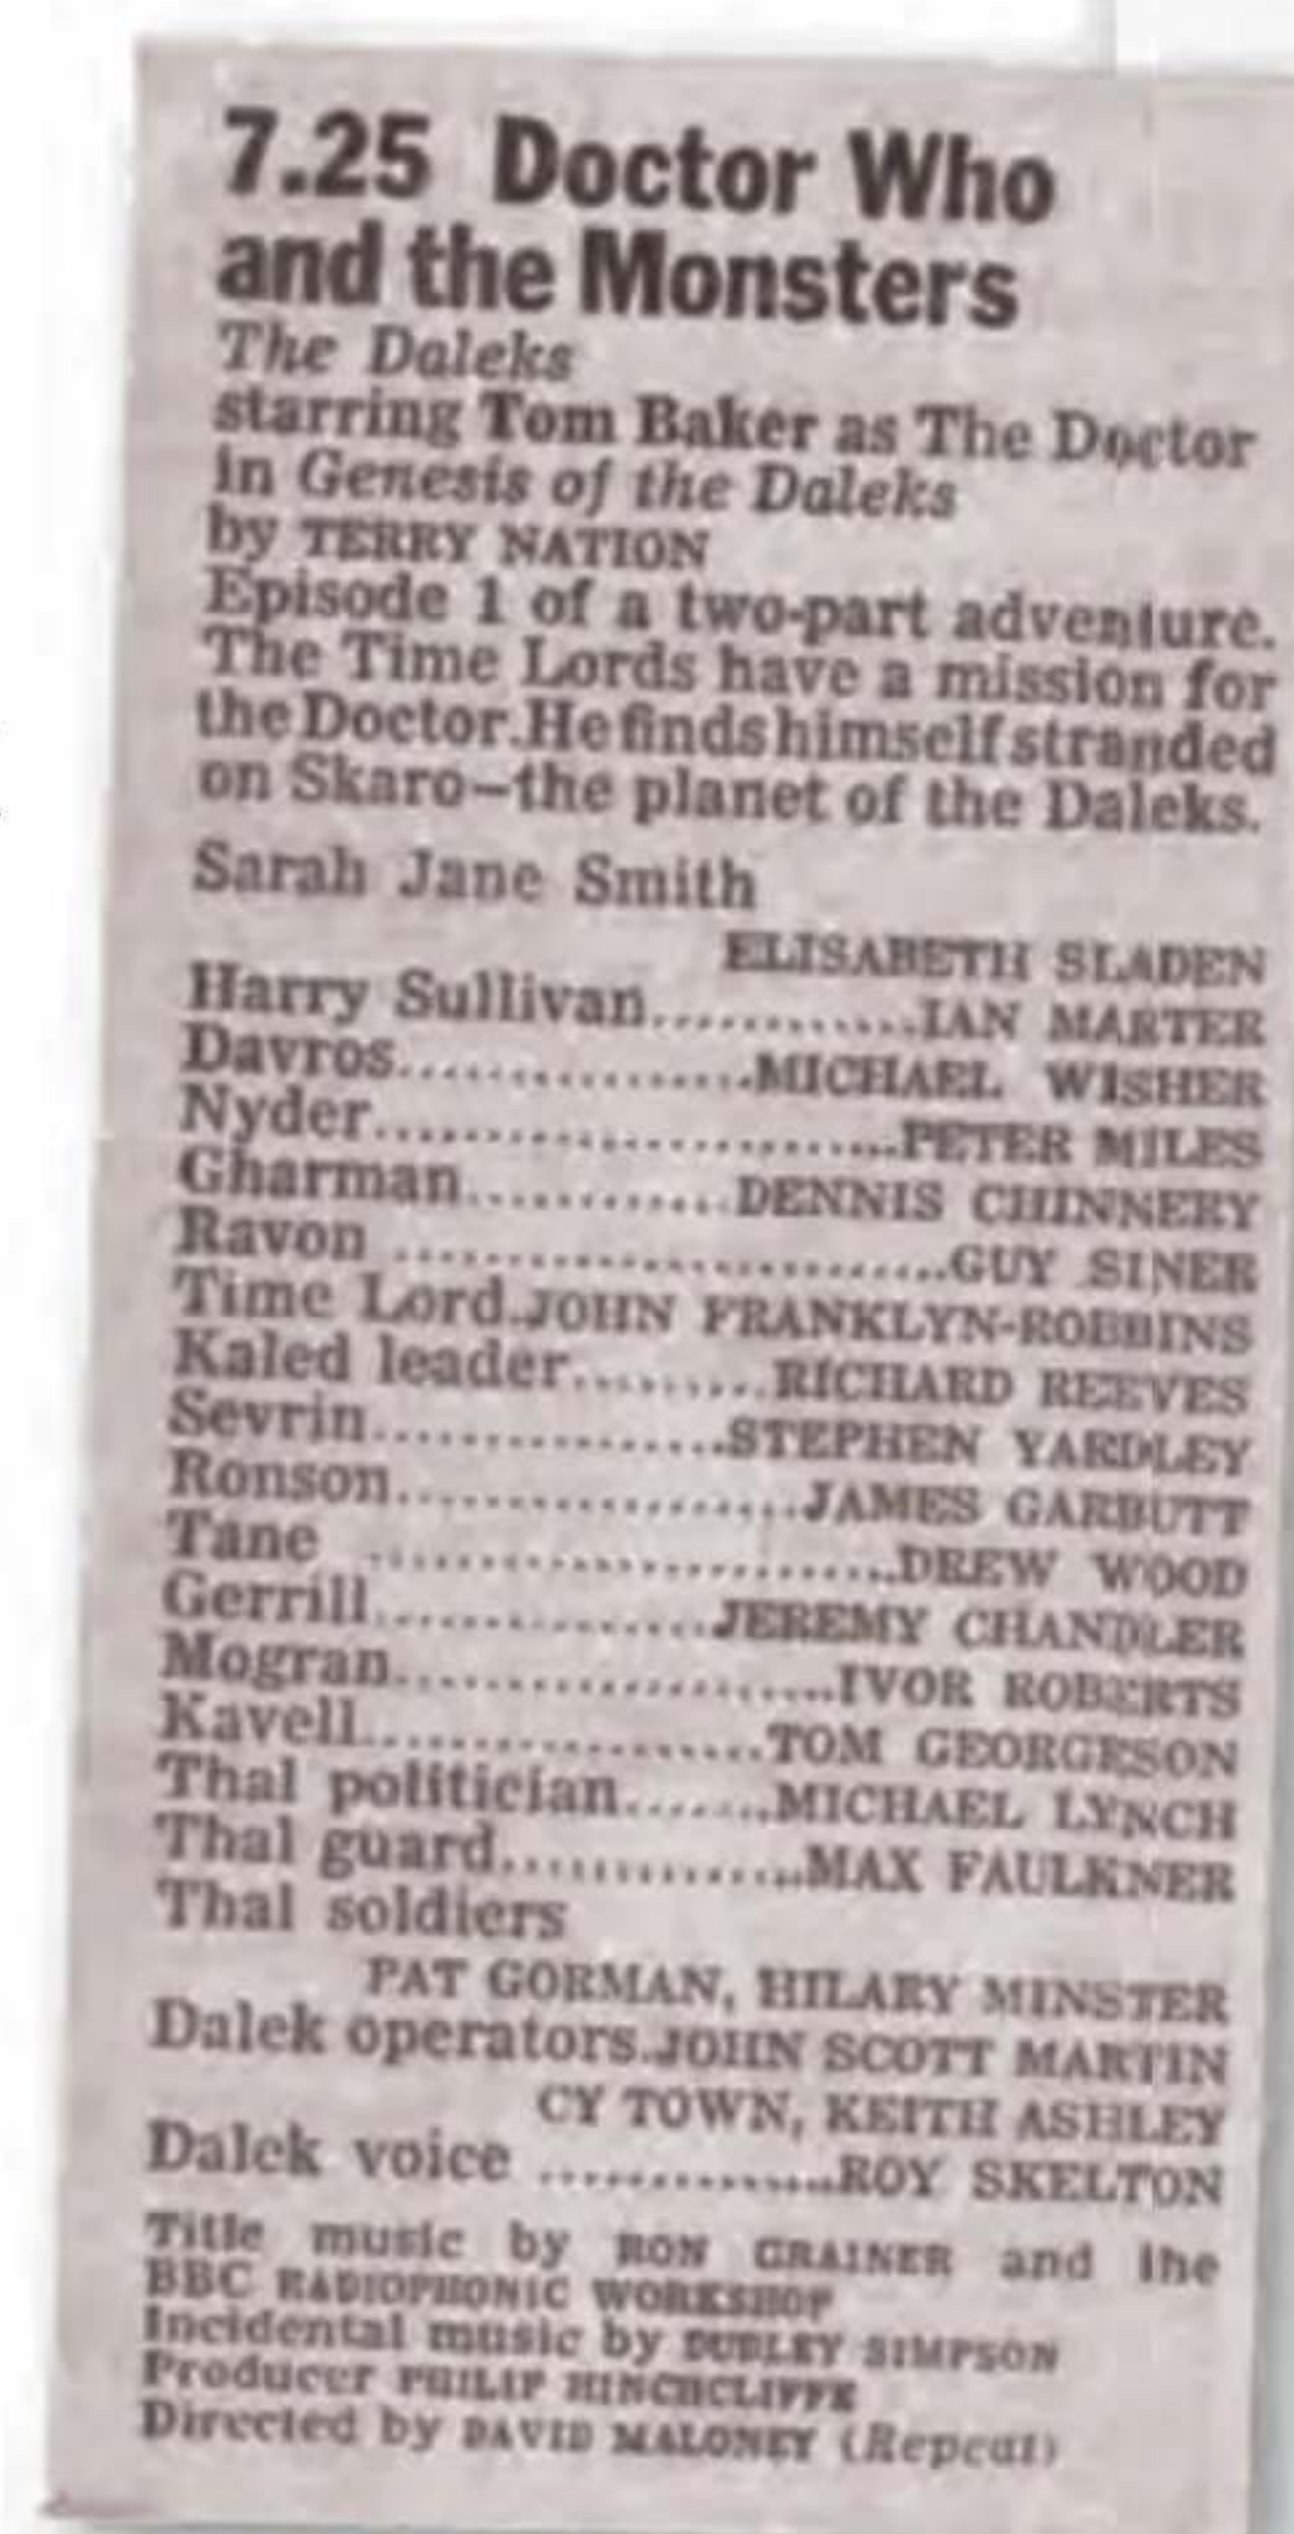 7.25 Doctor Who
and the Monsters
The Daleks
starring Tom Baker as The Doctor
in Genesis of the Daleks
by TERRY NATION
Episode 1 of a two-part adventure.
The Time Lords have a mission for
the Doctor. He finds himself stranded
on Skaro—the planet of the Daleks.
Sarah Jane Smith
ELISABETH SLADEN
Harry Sullivan.............IAN MARTER
Davros..................MICHAEL WISHER
Nyder..........................PETER MILES
Gharman.............DENNIS CHINNERY
Ravon ............................GUY SINER
Time Lord.JOHN FRANKLYN-ROBBINS
Kaled leader..........RICHARD REEVES
Sevrin..................STEPHEN YARDLEY
Ronson....................JAMES GARBUTT
Tane ...........................DREW WOOD
Gerrill.................JEREMY CHANDLER
Mogran......................IVOR ROBERTS
Kavell....................TOM GEORGESON
Thal politician........MICHAEL LYNCH
Thal guard...............MAX FAULKNER
Thal soldiers
PAT GORMAN, HILARY MINSTER
Dalek operators.JOHN SCOTT MARTIN
CY TOWN, KEITH ASHLEY
Dalek voice ...............ROY SKELTON
Title music by RON GRAINER and the
BBC RADIOPHONIC WORKSHOP
Incidental music by DUDLEY SIMPSON
Producer PHILIP HINCHCLIFFE
Directed by DAVID MALONEY (Repeat)